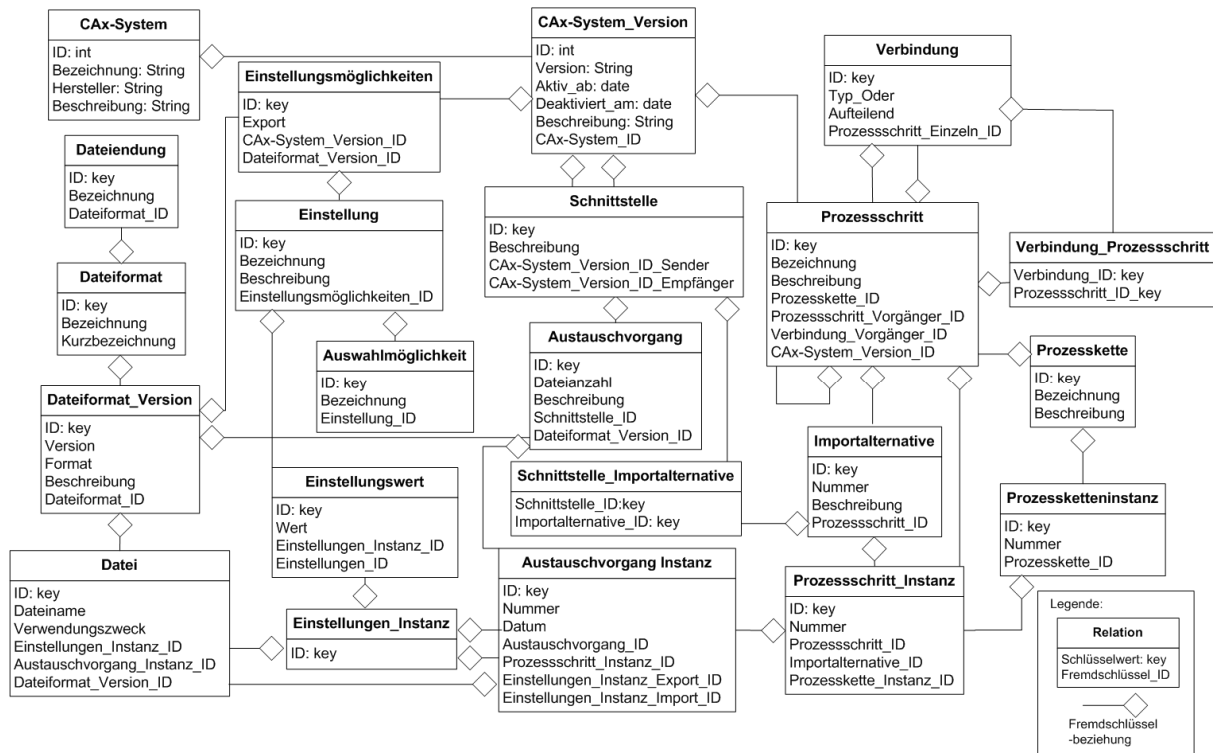 CAx-System
ID: int
Bezeichnung: String
Hersteller: String
Beschreibung: String
CAx-System_Version
ID: int
Version: String
Aktiv_ab: date
Deaktiviert_am: date
Beschreibung: String
CAx-System_ID
Verbindung
ID: key
Typ_Oder
Aufteilend
Prozessschritt_Einzeln_ID
Einstellungsmöglichkeiten
ID: key
Export
CAx-System_Version_ID
Dateiformat_Version_ID
Dateiendung
ID: key
Bezeichnung
Dateiformat_ID
Einstellung
ID: key
Bezeichnung
Beschreibung
Einstellungsmöglichkeiten_ID
Schnittstelle
ID: key
Beschreibung
CAx-System_Version_ID_Sender
CAx-System_Version_ID_Empfänger
Prozessschritt
ID: key
Bezeichnung
Beschreibung
Prozesskette_ID
Prozessschritt_Vorgänger_ID
Verbindung_Vorgänger_ID
CAx-System_Version_ID
Verbindung_Prozessschritt
Verbindung_ID: key
Prozessschritt_ID_key
Dateiformat
ID: key
Bezeichnung
Kurzbezeichnung
Auswahlmöglichkeit
ID: key
Bezeichnung
Einstellung_ID
Austauschvorgang
ID: key
Dateianzahl
Beschreibung
Schnittstelle_ID
Dateiformat_Version_ID
Prozesskette
ID: key
Bezeichnung
Beschreibung
Dateiformat_Version
ID: key
Version
Format
Beschreibung
Dateiformat_ID
Importalternative
ID: key
Nummer
Beschreibung
Prozessschritt_ID
Einstellungswert
ID: key
Wert
Einstellungen_Instanz_ID
Einstellungen_ID
Schnittstelle_Importalternative
Schnittstelle_ID:key
Importalternative_ID: key
Prozessketteninstanz
ID: key
Nummer
Prozesskette_ID
Datei
ID: key
Dateiname
Verwendungszweck
Einstellungen_Instanz_ID
Austauschvorgang_Instanz_ID
Dateiformat_Version_ID
Einstellungen_Instanz
ID: key
Austauschvorgang Instanz
ID: key
Nummer
Datum
Austauschvorgang_ID
Prozessschritt_Instanz_ID
Einstellungen_Instanz_Export_ID
Einstellungen_Instanz_Import_ID
Prozessschritt_Instanz
ID: key
Nummer
Prozessschritt_ID
Importalternative_ID
Prozesskette_Instanz_ID
Legende:
Relation
Schlüsselwert: key
Fremdschlüssel_ID
Fremdschlüssel
-beziehung